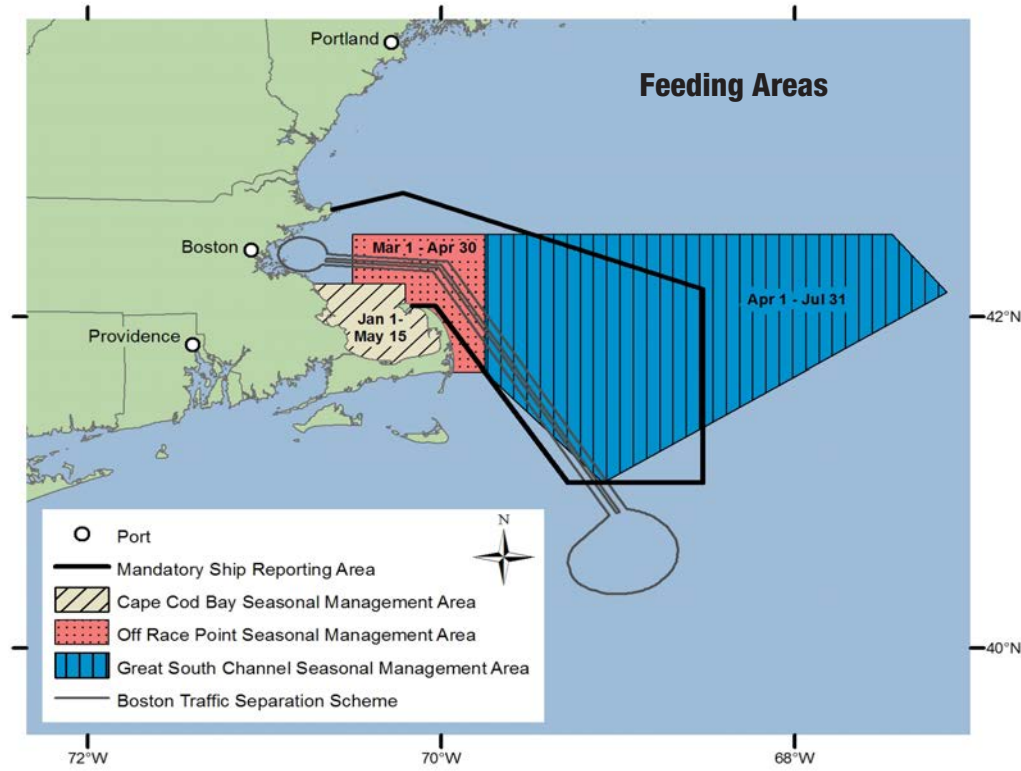 Portland
Feeding Areas
Boston
Mar 1 - Apr 30
Apr 1 - Jul 31
Jan 1-
May 15
42°N
Providence
N
Port
Mandatory Ship Reporting Area
Cape Cod Bay Seasonal Management Area
Off Race Point Seasonal Management Area
Great South Channel Seasonal Management Area
Boston Traffic Separation Scheme
40°N
72°W
70°W
68°W